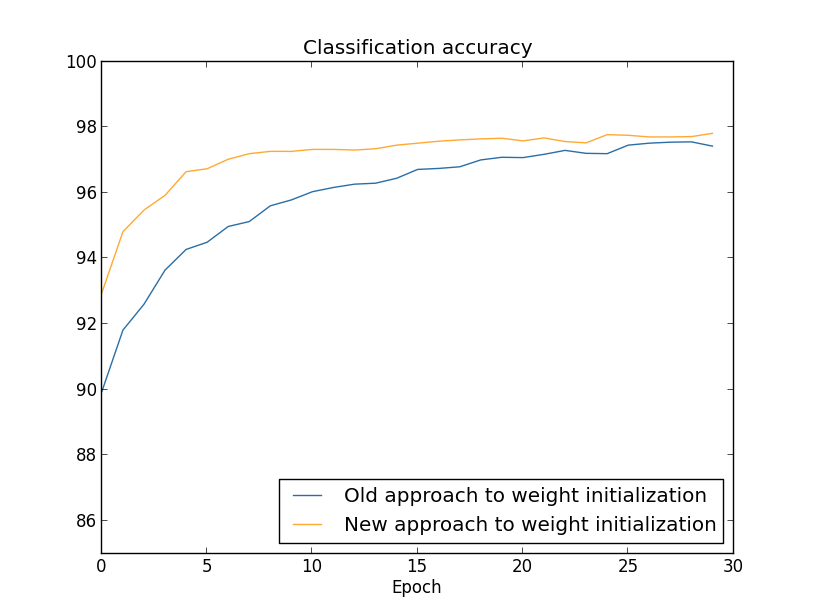 Classification accuracy
100
98
96
94
92
90
88
86
Old approach to weight initialization
New approach to weight initialization
0 5 10 15 20 25 30
Epoch